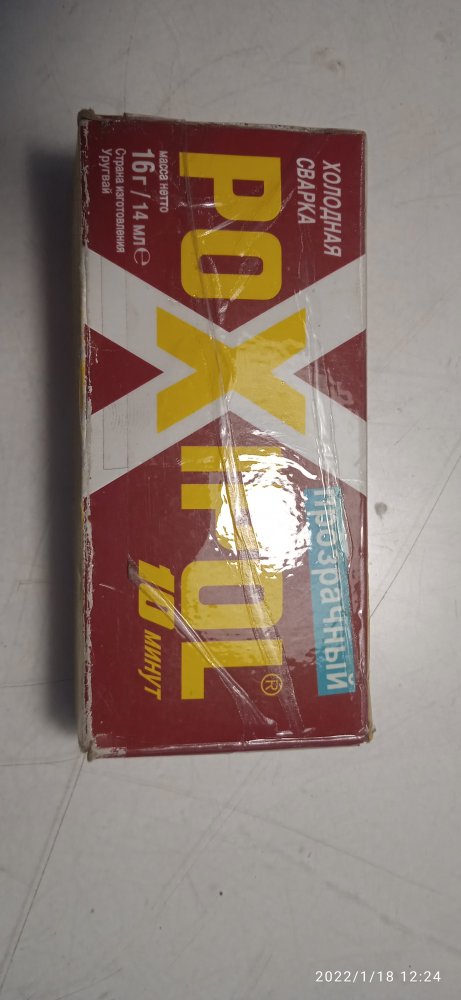 ХОЛОДНАЯ
СВАРКА
POXIPOL®
прозрачный
10 минут
масса нетто
16г / 14 мл ℮
Страна изготовления
Уругвай
2022/1/18 12:24